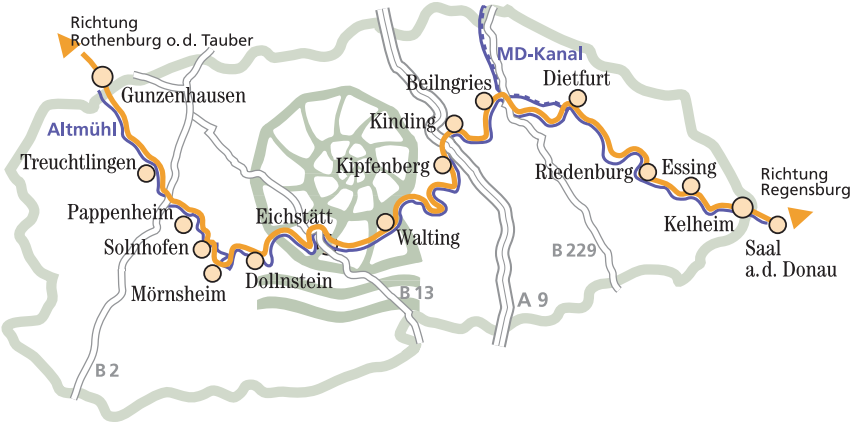 Richtung
Rothenburg o. d. Tauber
MD-Kanal
Dietfurt
Beilngries
Gunzenhausen
Altmühl
Kinding
Treuchtlingen
Kipfenberg
Riedenburg
Essing
Richtung
Regensburg
Pappenheim
Eichstätt
Walting
Kelheim
Solnhofen
B 229
Saal
a. d. Donau
Mörnsheim
Dollnstein
B 13
A 9
B 2